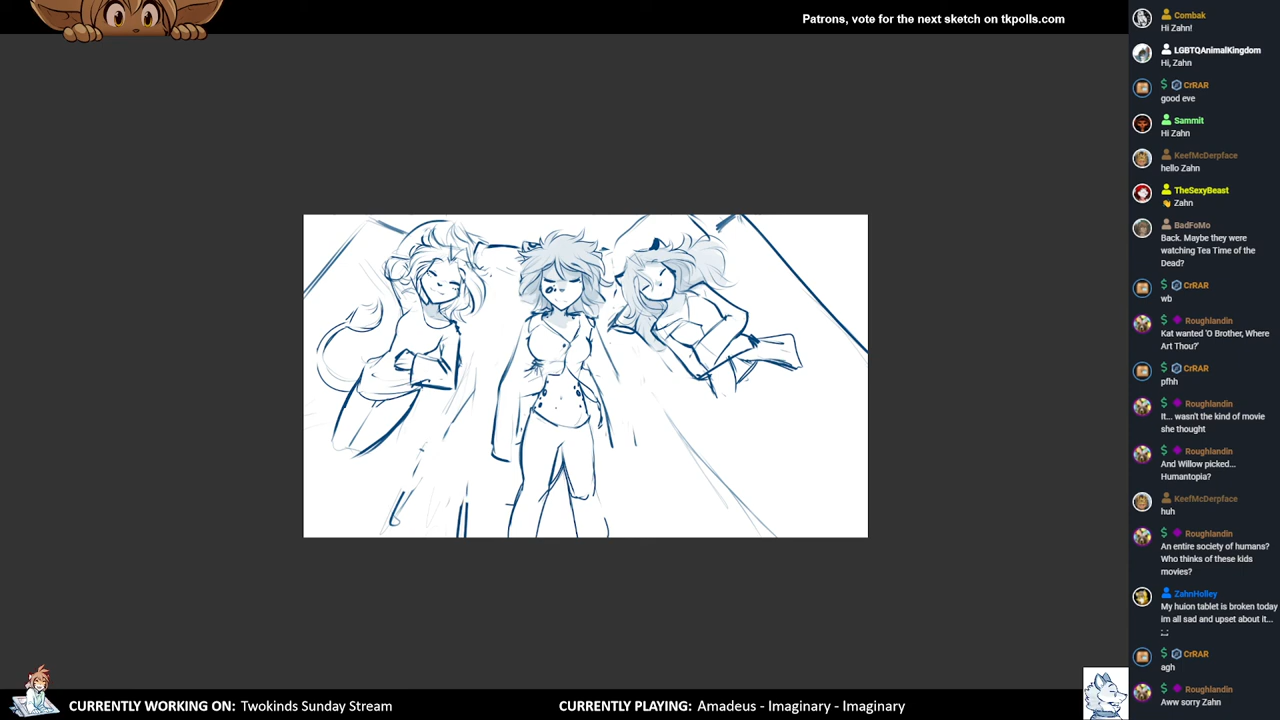 Patrons, vote for the next sketch on tkpolls.com
Combak
Hi Zahn!
LGBTQAnimalKingdom
Hi, Zahn
$ CrRAR
good eve
Sammit
Hi Zahn
KeefMcDerpface
hello Zahn
TheSexyBeast
👋 Zahn
BadFoMo
Back. Maybe they were
watching Tea Time of the
Dead?
$ CrRAR
wb
$ Roughlandin
Kat wanted 'O Brother, Where
Art Thou?'
$ CrRAR
pfhh
$ Roughlandin
It... wasn't the kind of movie
she thought
$ Roughlandin
And Willow picked...
Humantopia?
KeefMcDerpface
huh
$ Roughlandin
An entire society of humans?
Who thinks of these kids
movies?
ZahnHolley
My huion tablet is broken today
im all sad and upset about it...
;_;
$ CrRAR
agh
$ Roughlandin
Aww sorry Zahn
CURRENTLY WORKING ON: Twokinds Sunday Stream
CURRENTLY PLAYING: Amadeus - Imaginary - Imaginary